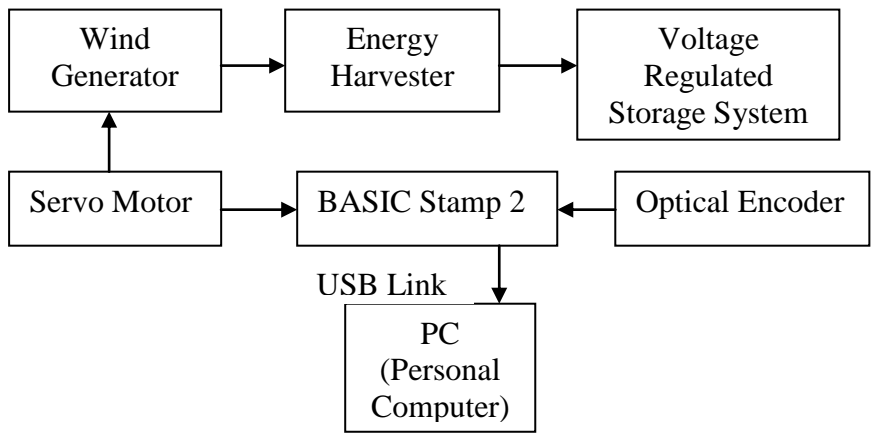 Wind
Generator
Energy
Harvester
Voltage
Regulated
Storage System
Servo Motor
BASIC Stamp 2
Optical Encoder
USB Link
PC
(Personal
Computer)